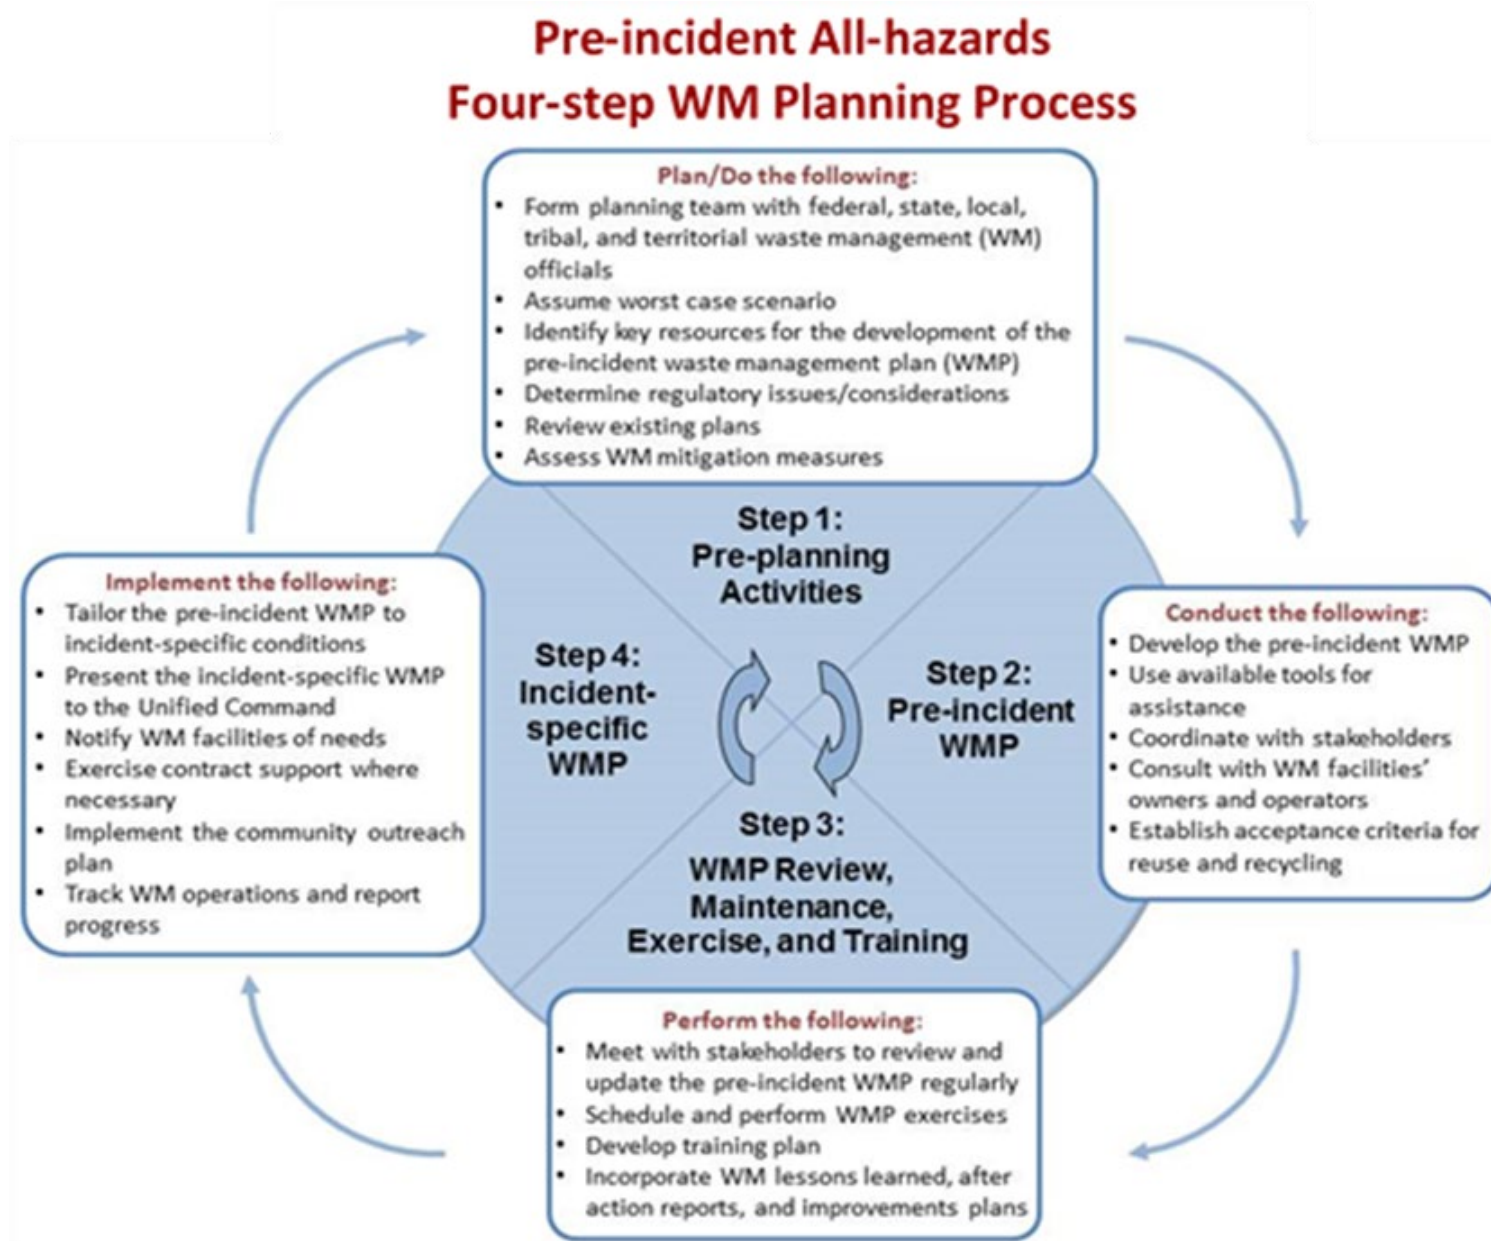 Pre-incident All-hazards
Four-step WM Planning Process
Plan/Do the following:
• Form planning team with federal, state, local,
tribal, and territorial waste management (WM)
officials
• Assume worst case scenario
• Identify key resources for the development of the
pre-incident waste management plan (WMP)
• Determine regulatory issues/considerations
• Review existing plans
• Assess WM mitigation measures
Step 1:
Pre-planning
Activities
Conduct the following:
• Develop the pre-incident WMP
• Use available tools for
assistance
• Coordinate with stakeholders
• Consult with WM facilities’
owners and operators
• Establish acceptance criteria for
reuse and recycling
Step 2:
Pre-incident
WMP
Step 3:
WMP Review,
Maintenance,
Exercise, and Training
Perform the following:
• Meet with stakeholders to review and
update the pre-incident WMP regularly
• Schedule and perform WMP exercises
• Develop training plan
• Incorporate WM lessons learned, after
action reports, and improvements plans
Step 4:
Incident-
specific
WMP
Implement the following:
• Tailor the pre-incident WMP to
incident-specific conditions
• Present the incident-specific WMP
to the Unified Command
• Notify WM facilities of needs
• Exercise contract support where
necessary
• Implement the community outreach
plan
• Track WM operations and report
progress